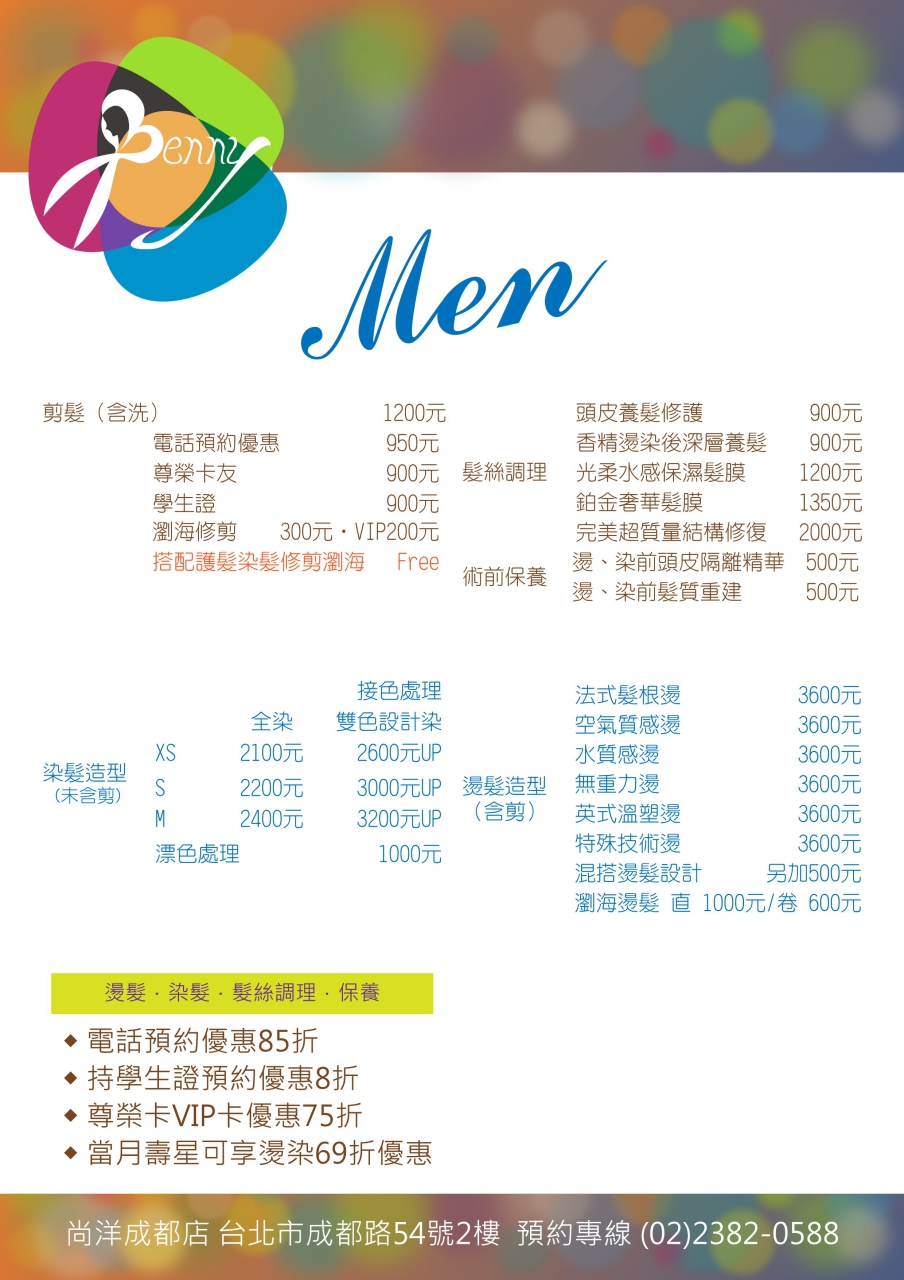 Penny
Men
剪髮（含洗） 1200元
電話預約優惠 950元
尊榮卡友 900元
學生證 900元
瀏海修剪 300元・VIP200元
搭配護髮染髮修剪瀏海 Free
髮絲調理
頭皮養髮修護 900元
香精燙染後深層養髮 900元
光柔水感保濕髮膜 1200元
鉑金奢華髮膜 1350元
完美超質量結構修復 2000元
術前保養
燙、染前頭皮隔離精華 500元
燙、染前髮質重建 500元
染髮造型
（未含剪）
接色處理
全染 雙色設計染
XS 2100元 2600元UP
S 2200元 3000元UP
M 2400元 3200元UP
漂色處理 1000元
燙髮造型
（含剪）
法式髮根燙 3600元
空氣質感燙 3600元
水質感燙 3600元
無重力燙 3600元
英式溫塑燙 3600元
特殊技術燙 3600元
混搭燙髮設計 另加500元
瀏海燙髮 直 1000元/卷 600元
燙髮．染髮．髮絲調理．保養
◆ 電話預約優惠85折
◆ 持學生證預約優惠8折
◆ 尊榮卡VIP卡優惠75折
◆ 當月壽星可享燙染69折優惠
尚洋成都店 台北市成都路54號2樓 預約專線 (02)2382-0588